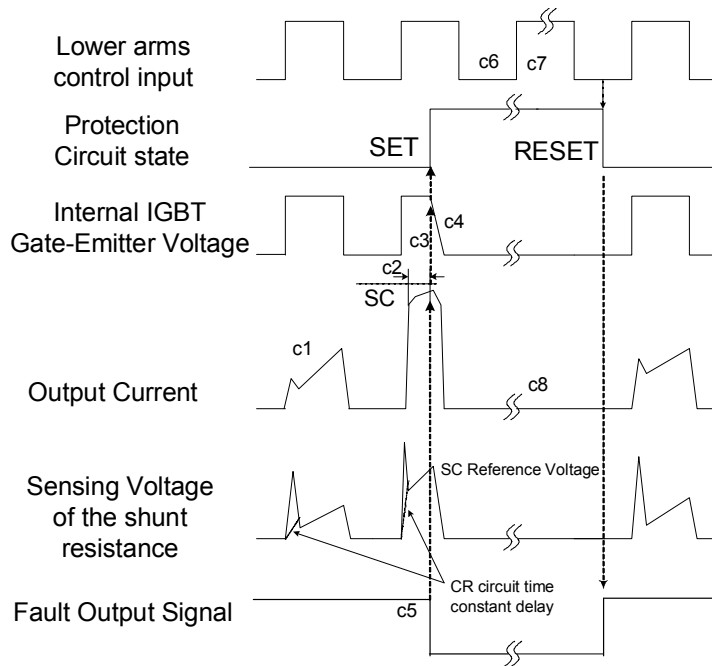 Lower arms
control input
c6
c7
Protection
Circuit state
SET
RESET
Internal IGBT
Gate-Emitter Voltage
c3
c4
c2
SC
c1
Output Current
c8
SC Reference Voltage
Sensing Voltage
of the shunt
resistance
CR circuit time
constant delay
Fault Output Signal
c5